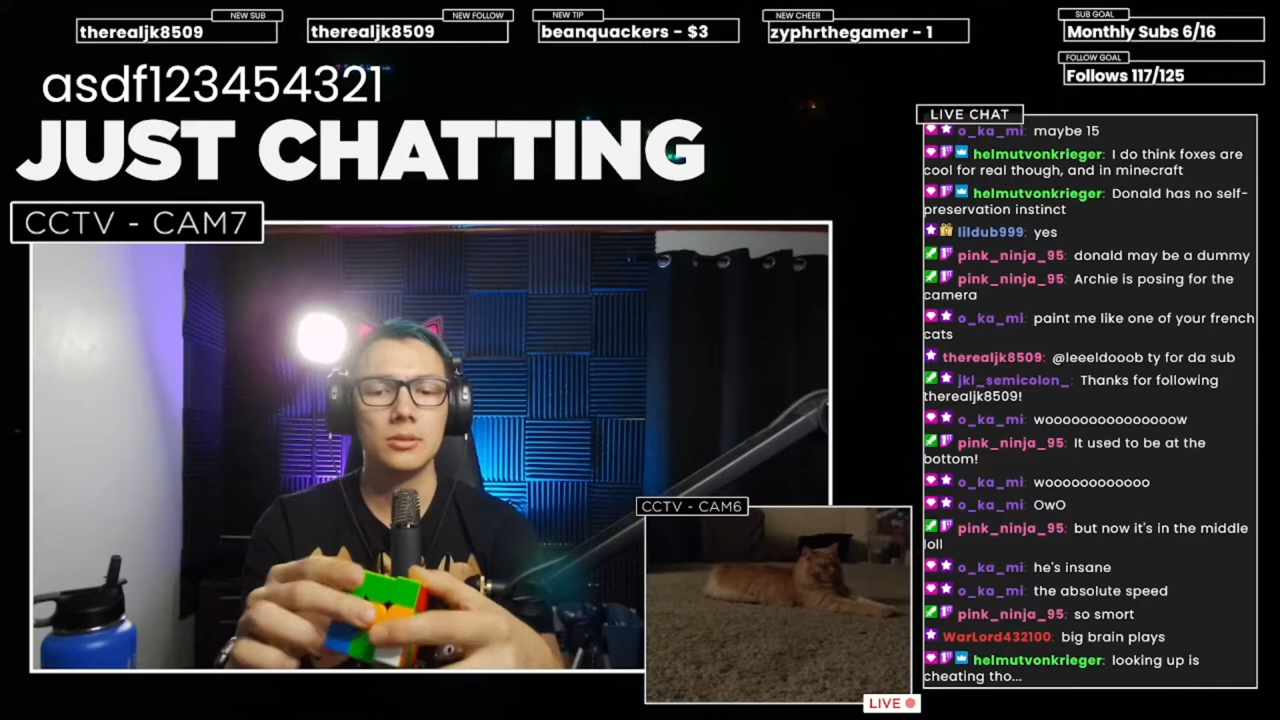 NEW SUB
therealjk8509
NEW FOLLOW
therealjk8509
NEW TIP
beanquackers - $3
NEW CHEER
zyphrthegamer - 1
SUB GOAL
Monthly Subs 6/16
FOLLOW GOAL
Follows 117/125
asdf123454321
JUST CHATTING
CCTV - CAM7
CCTV - CAM6
LIVE
LIVE CHAT
o_ka_mi: maybe 15
helmutvonkrieger: I do think foxes are
cool for real though, and in minecraft
helmutvonkrieger: Donald has no self-
preservation instinct
lildub999: yes
pink_ninja_95: donald may be a dummy
pink_ninja_95: Archie is posing for the
camera
o_ka_mi: paint me like one of your french
cats
therealjk8509: @leeeldooob ty for da sub
jkl_semicolon_: Thanks for following
therealjk8509!
o_ka_mi: woooooooooooooow
pink_ninja_95: It used to be at the
bottom!
o_ka_mi: woooooooooooo
o_ka_mi: OwO
pink_ninja_95: but now it's in the middle
loll
o_ka_mi: he's insane
o_ka_mi: the absolute speed
pink_ninja_95: so smort
WarLord432100: big brain plays
helmutvonkrieger: looking up is
cheating tho...